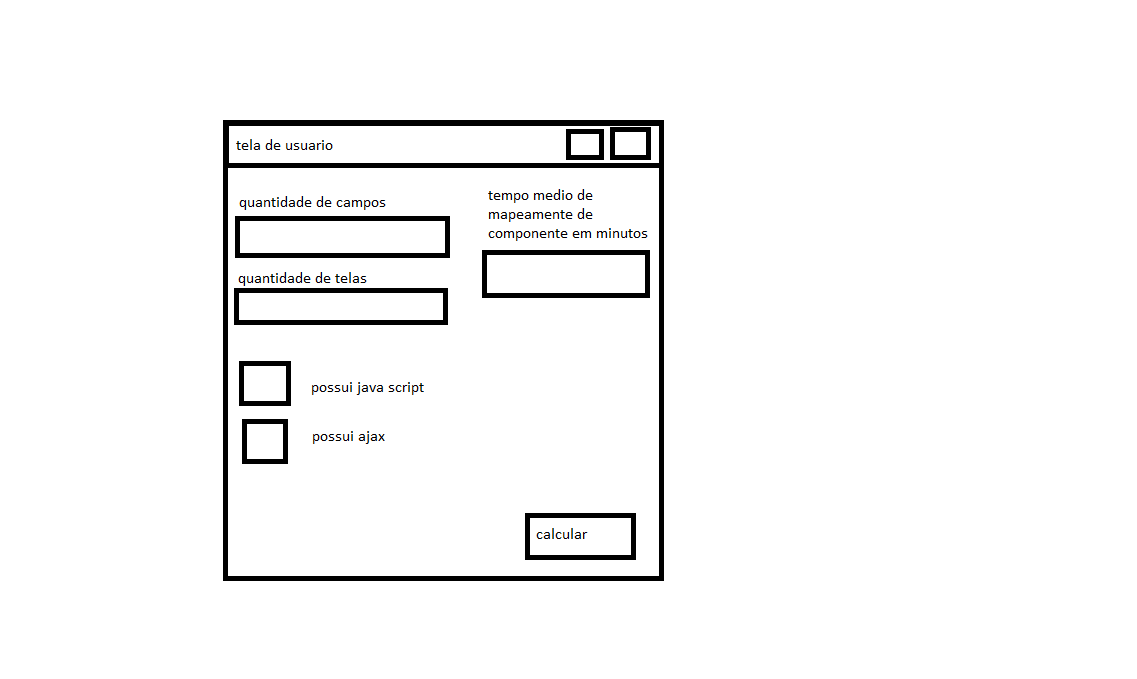 tela de usuario
quantidade de campos
tempo medio de
mapeamente de
componente em minutos
quantidade de telas
possui java script
possui ajax
calcular